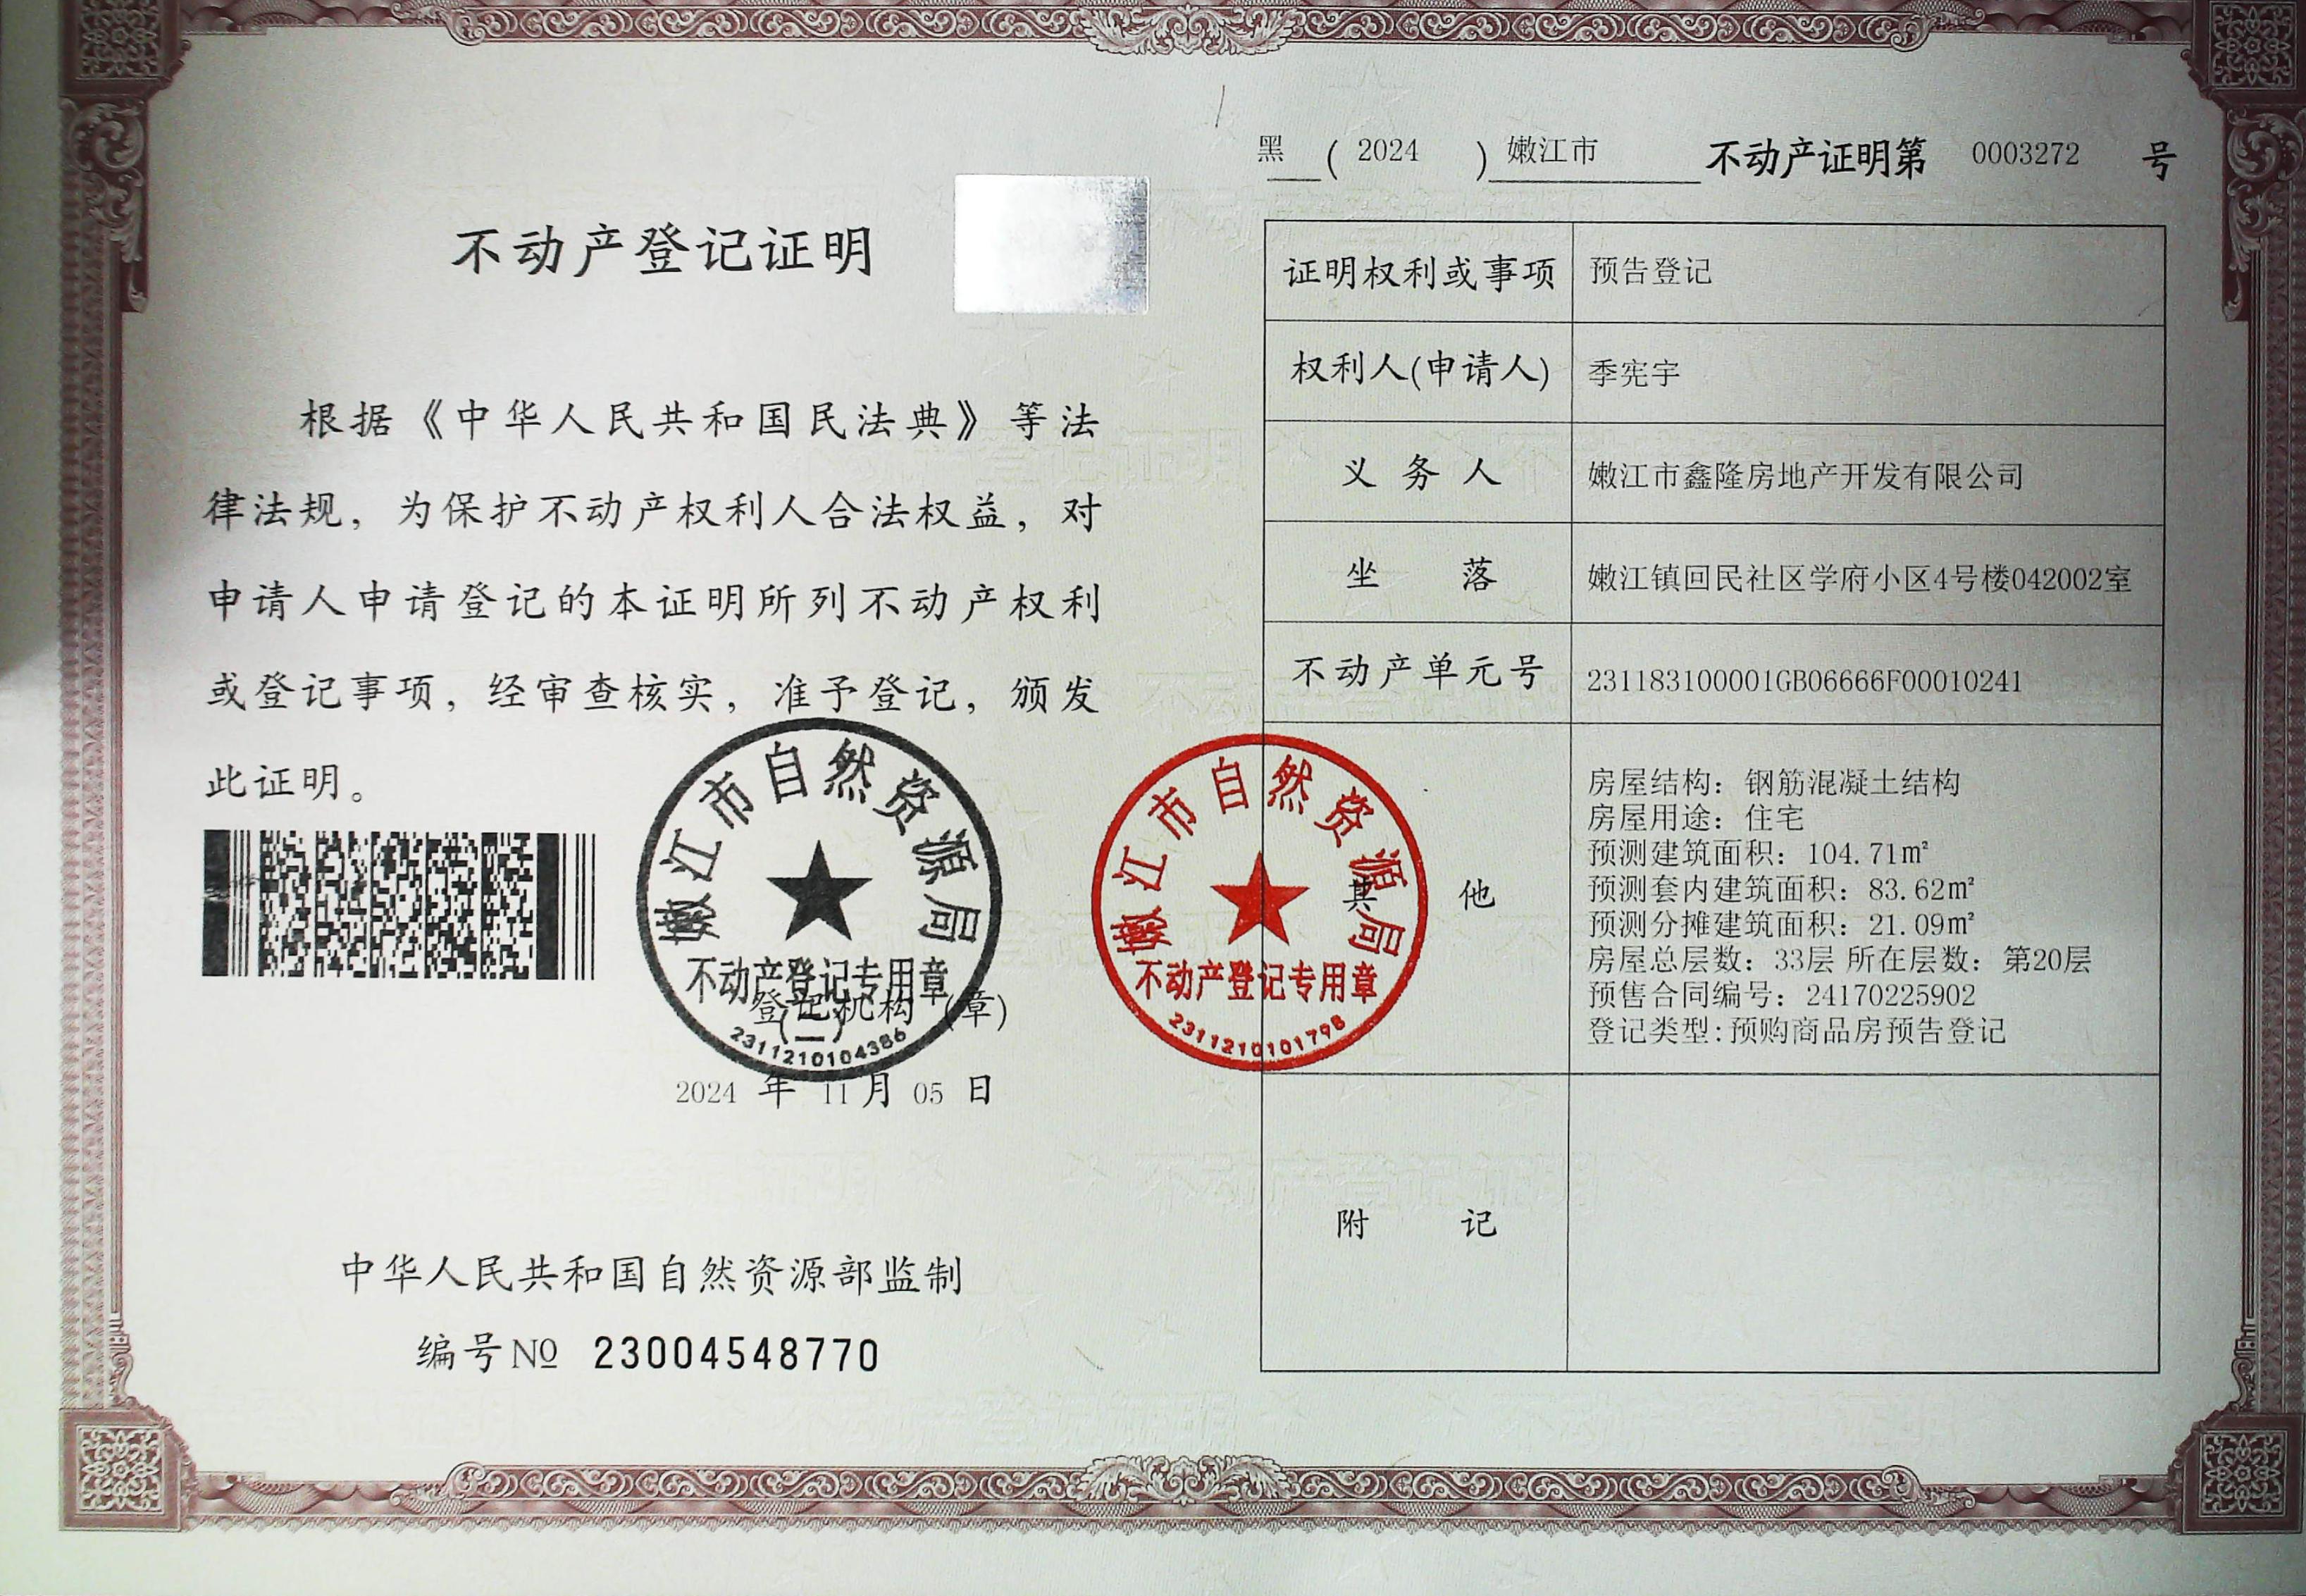 不动产登记证明
根据《中华人民共和国民法典》等法
律法规，为保护不动产权利人合法权益，对
申请人申请登记的本证明所列不动产权利
或登记事项，经审查核实，准予登记，颁发
此证明。
嫩江市自然资源局
不动产登记专用章
(二)
2311210104386
登记机构（章）
2024 年 11 月 05 日
中华人民共和国自然资源部监制
编号№ 23004548770
黑（2024）嫩江市 不动产证明第 0003272 号
证明权利或事项 预告登记
权利人(申请人) 季宪宇
义务人 嫩江市鑫隆房地产开发有限公司
坐落 嫩江镇回民社区学府小区4号楼042002室
不动产单元号 231183100001GB06666F00010241
其他
房屋结构：钢筋混凝土结构
房屋用途：住宅
预测建筑面积：104.71㎡
预测套内建筑面积：83.62㎡
预测分摊建筑面积：21.09㎡
房屋总层数：33层 所在层数：第20层
预售合同编号：24170225902
登记类型:预购商品房预告登记
嫩江市自然资源局
不动产登记专用章
2311210101798
附记